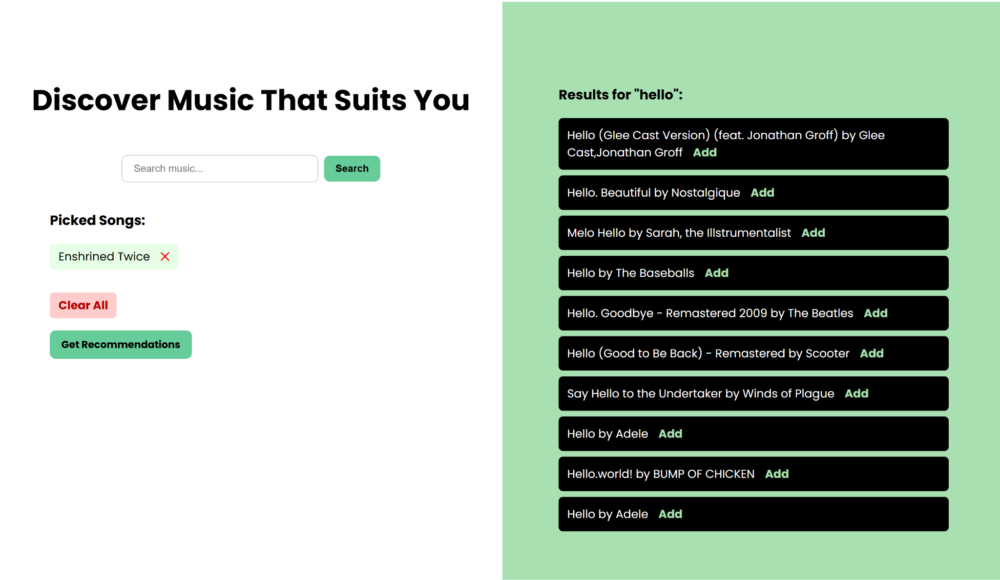 Discover Music That Suits You
Search music...
Search
Picked Songs:
Enshrined Twice
Clear All
Get Recommendations
Results for "hello":
Hello (Glee Cast Version) (feat. Jonathan Groff) by Glee
Cast,Jonathan Groff Add
Hello. Beautiful by Nostalgique Add
Melo Hello by Sarah, the Illstrumentalist Add
Hello by The Baseballs Add
Hello. Goodbye - Remastered 2009 by The Beatles Add
Hello (Good to Be Back) - Remastered by Scooter Add
Say Hello to the Undertaker by Winds of Plague Add
Hello by Adele Add
Hello.world! by BUMP OF CHICKEN Add
Hello by Adele Add